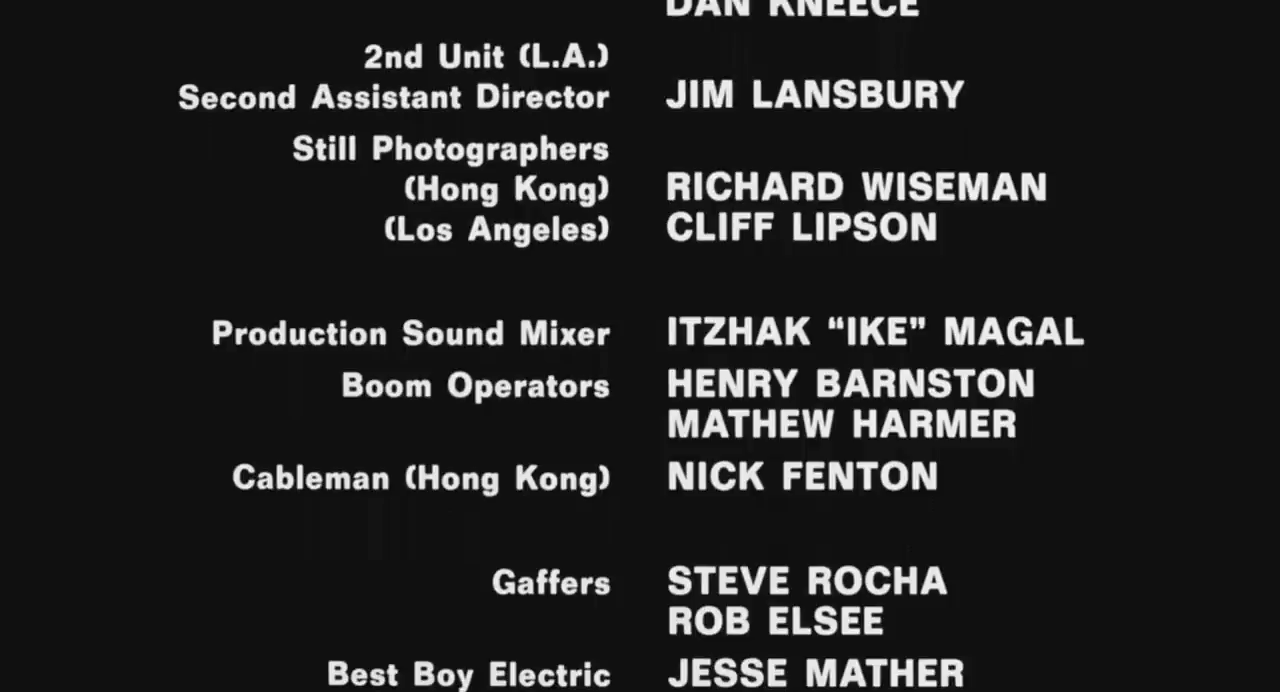 DAN KNEECE
2nd Unit (L.A.)
Second Assistant Director JIM LANSBURY
Still Photographers
(Hong Kong) RICHARD WISEMAN
(Los Angeles) CLIFF LIPSON
Production Sound Mixer ITZHAK “IKE” MAGAL
Boom Operators HENRY BARNSTON
MATHEW HARMER
Cableman (Hong Kong) NICK FENTON
Gaffers STEVE ROCHA
ROB ELSEE
Best Boy Electric JESSE MATHER